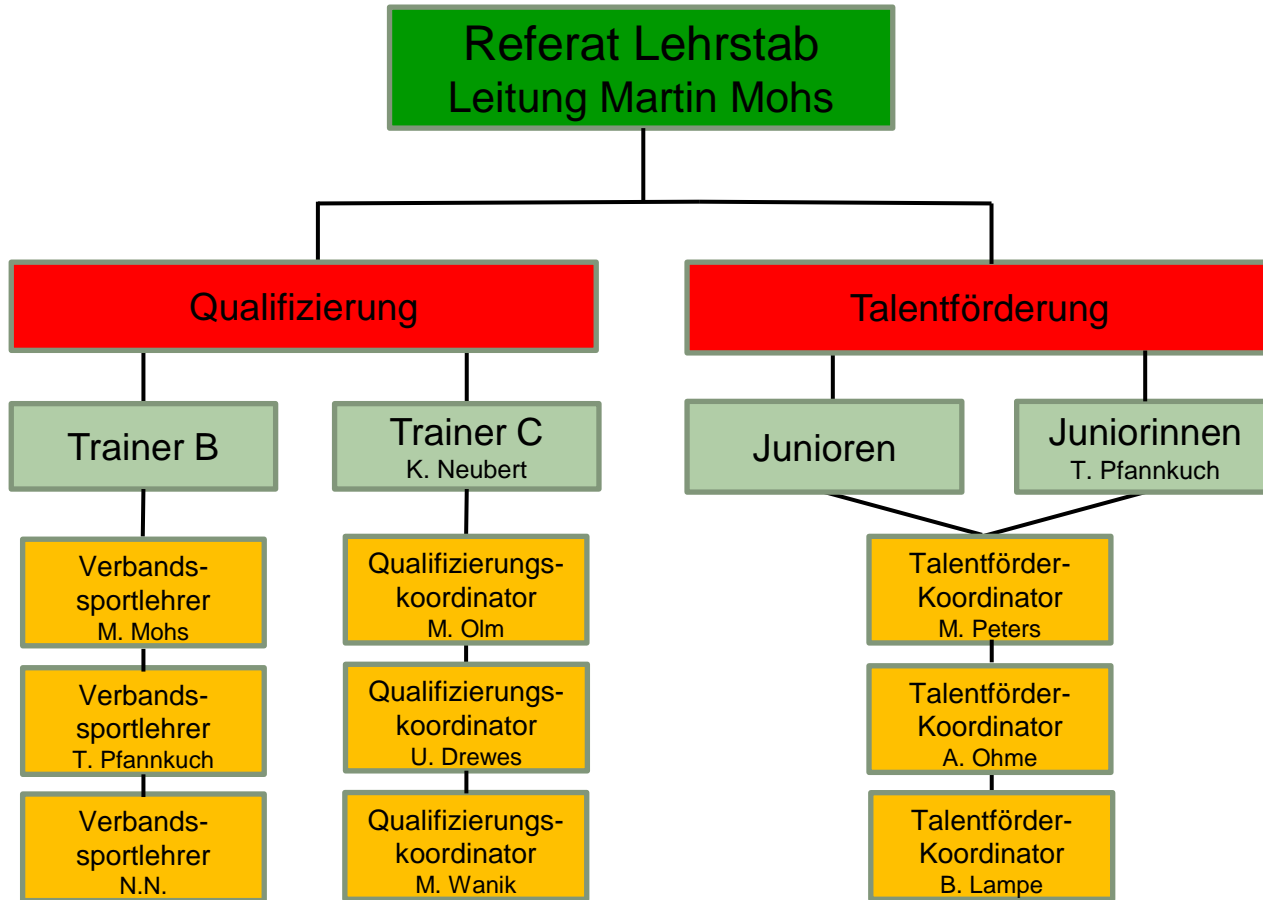 Referat Lehrstab
Leitung Martin Mohs
Qualifizierung
Talentförderung
Trainer B
Trainer C
K. Neubert
Junioren
Juniorinnen
T. Pfannkuch
Verbands-
sportlehrer
M. Mohs
Qualifizierungs-
koordinator
M. Olm
Talentförder-
Koordinator
M. Peters
Verbands-
sportlehrer
T. Pfannkuch
Qualifizierungs-
koordinator
U. Drewes
Talentförder-
Koordinator
A. Ohme
Verbands-
sportlehrer
N.N.
Qualifizierungs-
koordinator
M. Wanik
Talentförder-
Koordinator
B. Lampe